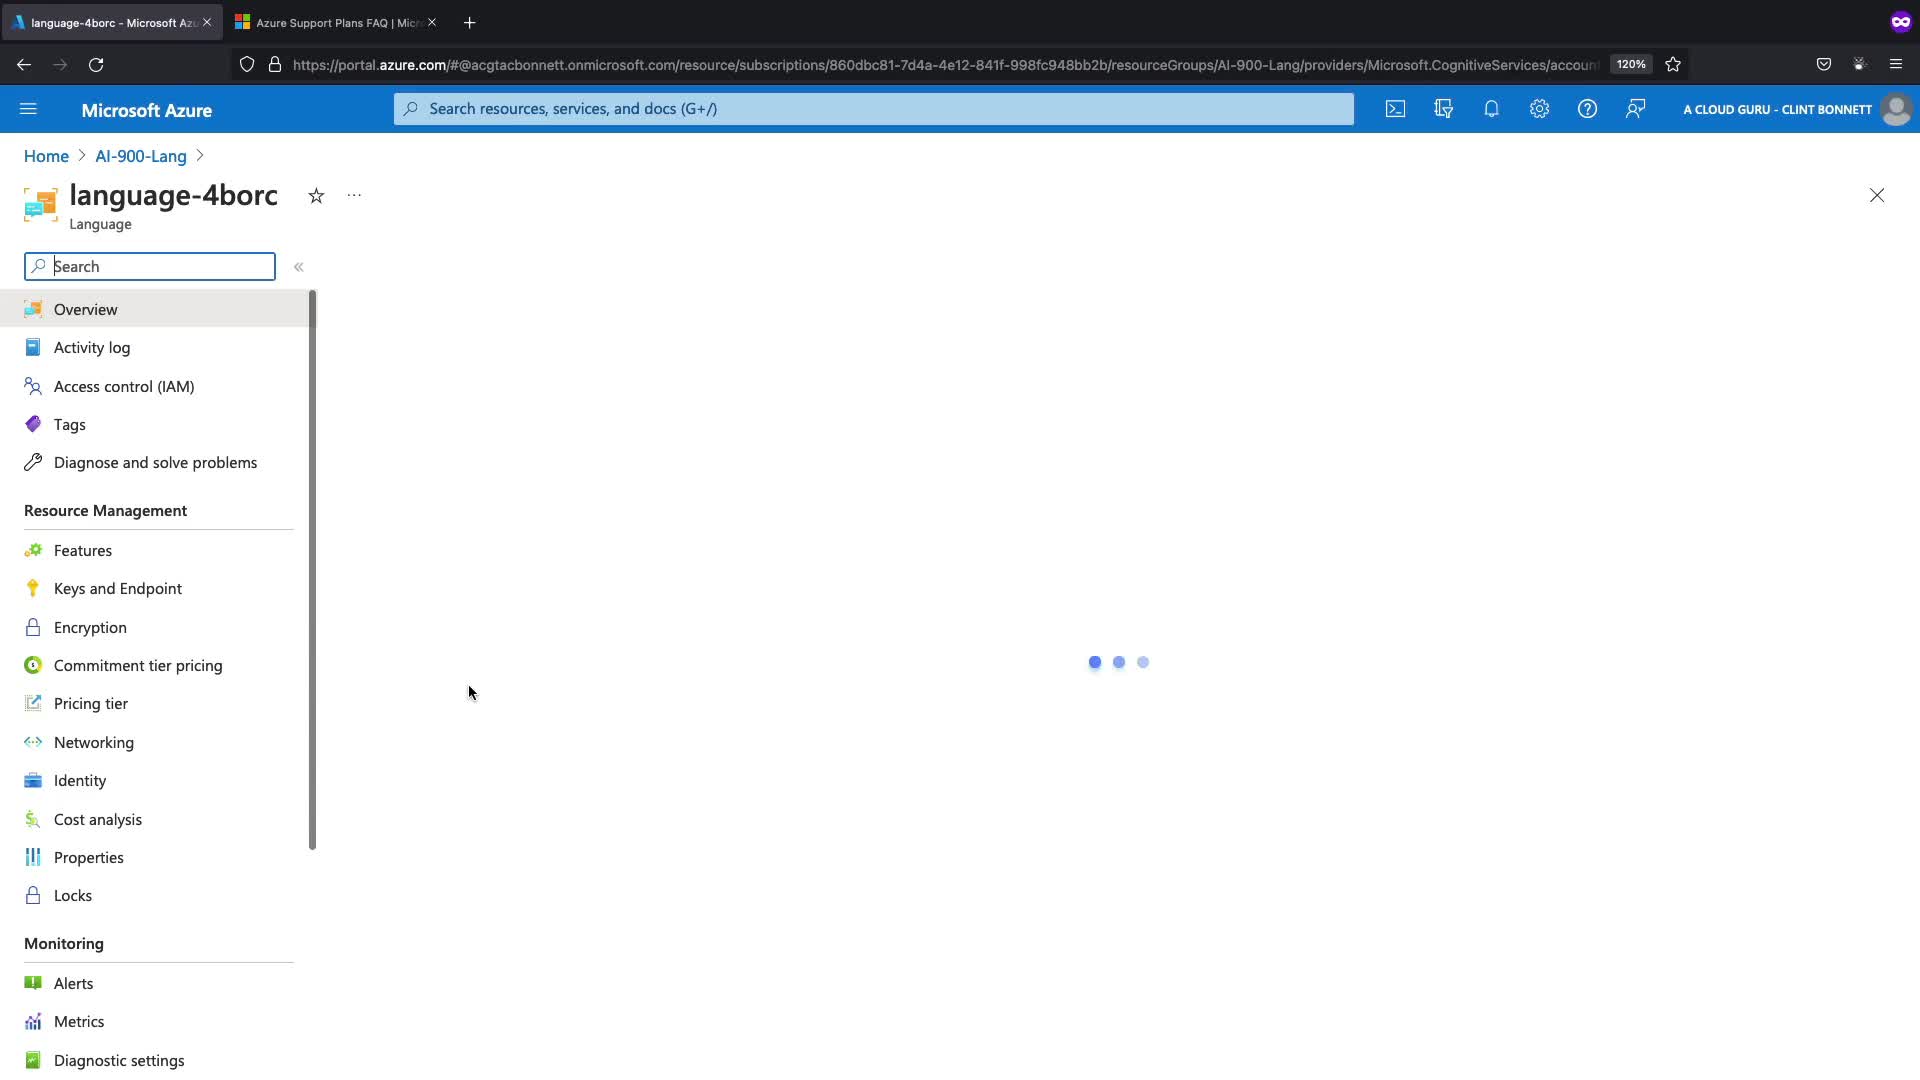 language-4borc - Microsoft Azu
Azure Support Plans FAQ | Micr
https://portal.azure.com/#@acgtacbonnett.onmicrosoft.com/resource/subscriptions/860dbc81-7d4a-4e12-841f-998fc948bb2b/resourceGroups/AI-900-Lang/providers/Microsoft.CognitiveServices/accoun
120%
Microsoft Azure
Search resources, services, and docs (G+/)
A CLOUD GURU - CLINT BONNETT
Home > AI-900-Lang >
language-4borc
Language
Search
Overview
Activity log
Access control (IAM)
Tags
Diagnose and solve problems
Resource Management
Features
Keys and Endpoint
Encryption
Commitment tier pricing
Pricing tier
Networking
Identity
Cost analysis
Properties
Locks
Monitoring
Alerts
Metrics
Diagnostic settings